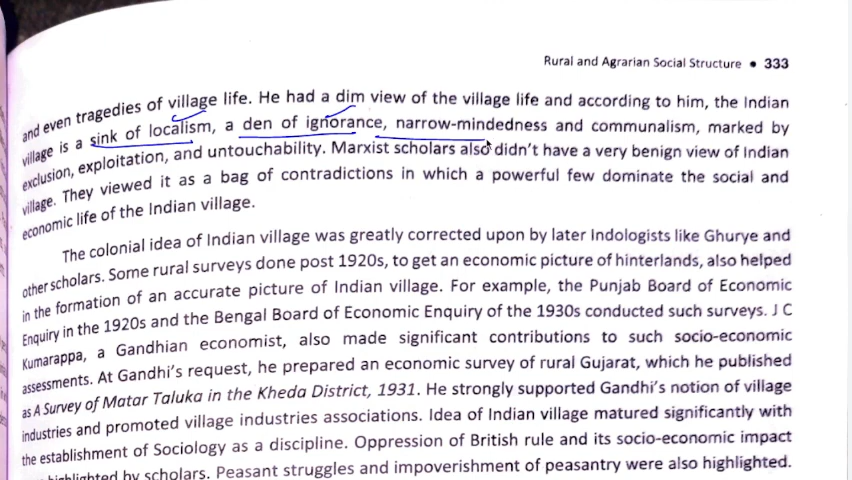 Rural and Agrarian Social Structure • 333
and even tragedies of village life. He had a dim view of the village life and according to him, the Indian
village is a sink of localism, a den of ignorance, narrow-mindedness and communalism, marked by
exclusion, exploitation, and untouchability. Marxist scholars also didn't have a very benign view of Indian
village. They viewed it as a bag of contradictions in which a powerful few dominate the social and
economic life of the Indian village.
The colonial idea of Indian village was greatly corrected upon by later Indologists like Ghurye and
other scholars. Some rural surveys done post 1920s, to get an economic picture of hinterlands, also helped
in the formation of an accurate picture of Indian village. For example, the Punjab Board of Economic
Enquiry in the 1920s and the Bengal Board of Economic Enquiry of the 1930s conducted such surveys. J C
Kumarappa, a Gandhian economist, also made significant contributions to such socio-economic
assessments. At Gandhi's request, he prepared an economic survey of rural Gujarat, which he published
as A Survey of Matar Taluka in the Kheda District, 1931. He strongly supported Gandhi's notion of village
industries and promoted village industries associations. Idea of Indian village matured significantly with
the establishment of Sociology as a discipline. Oppression of British rule and its socio-economic impact
highlighted by scholars. Peasant struggles and impoverishment of peasantry were also highlighted.